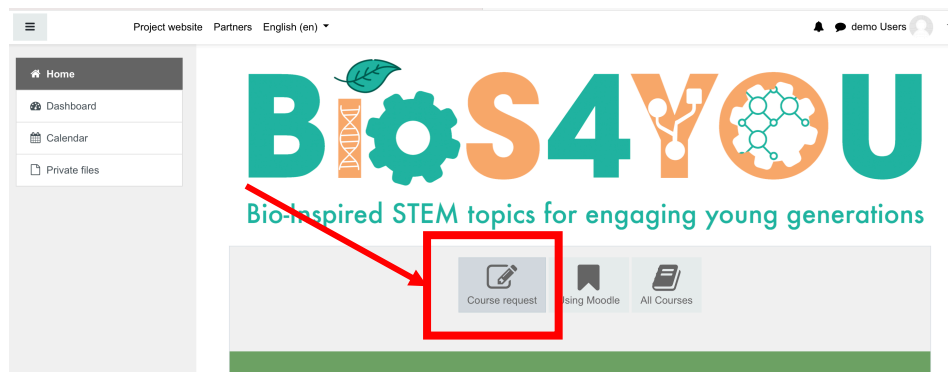 Project website Partners English (en)
demo Users
Home
Dashboard
Calendar
Private files
BiOS4YOU
Bio-Inspired STEM topics for engaging young generations
Course request
Using Moodle
All Courses